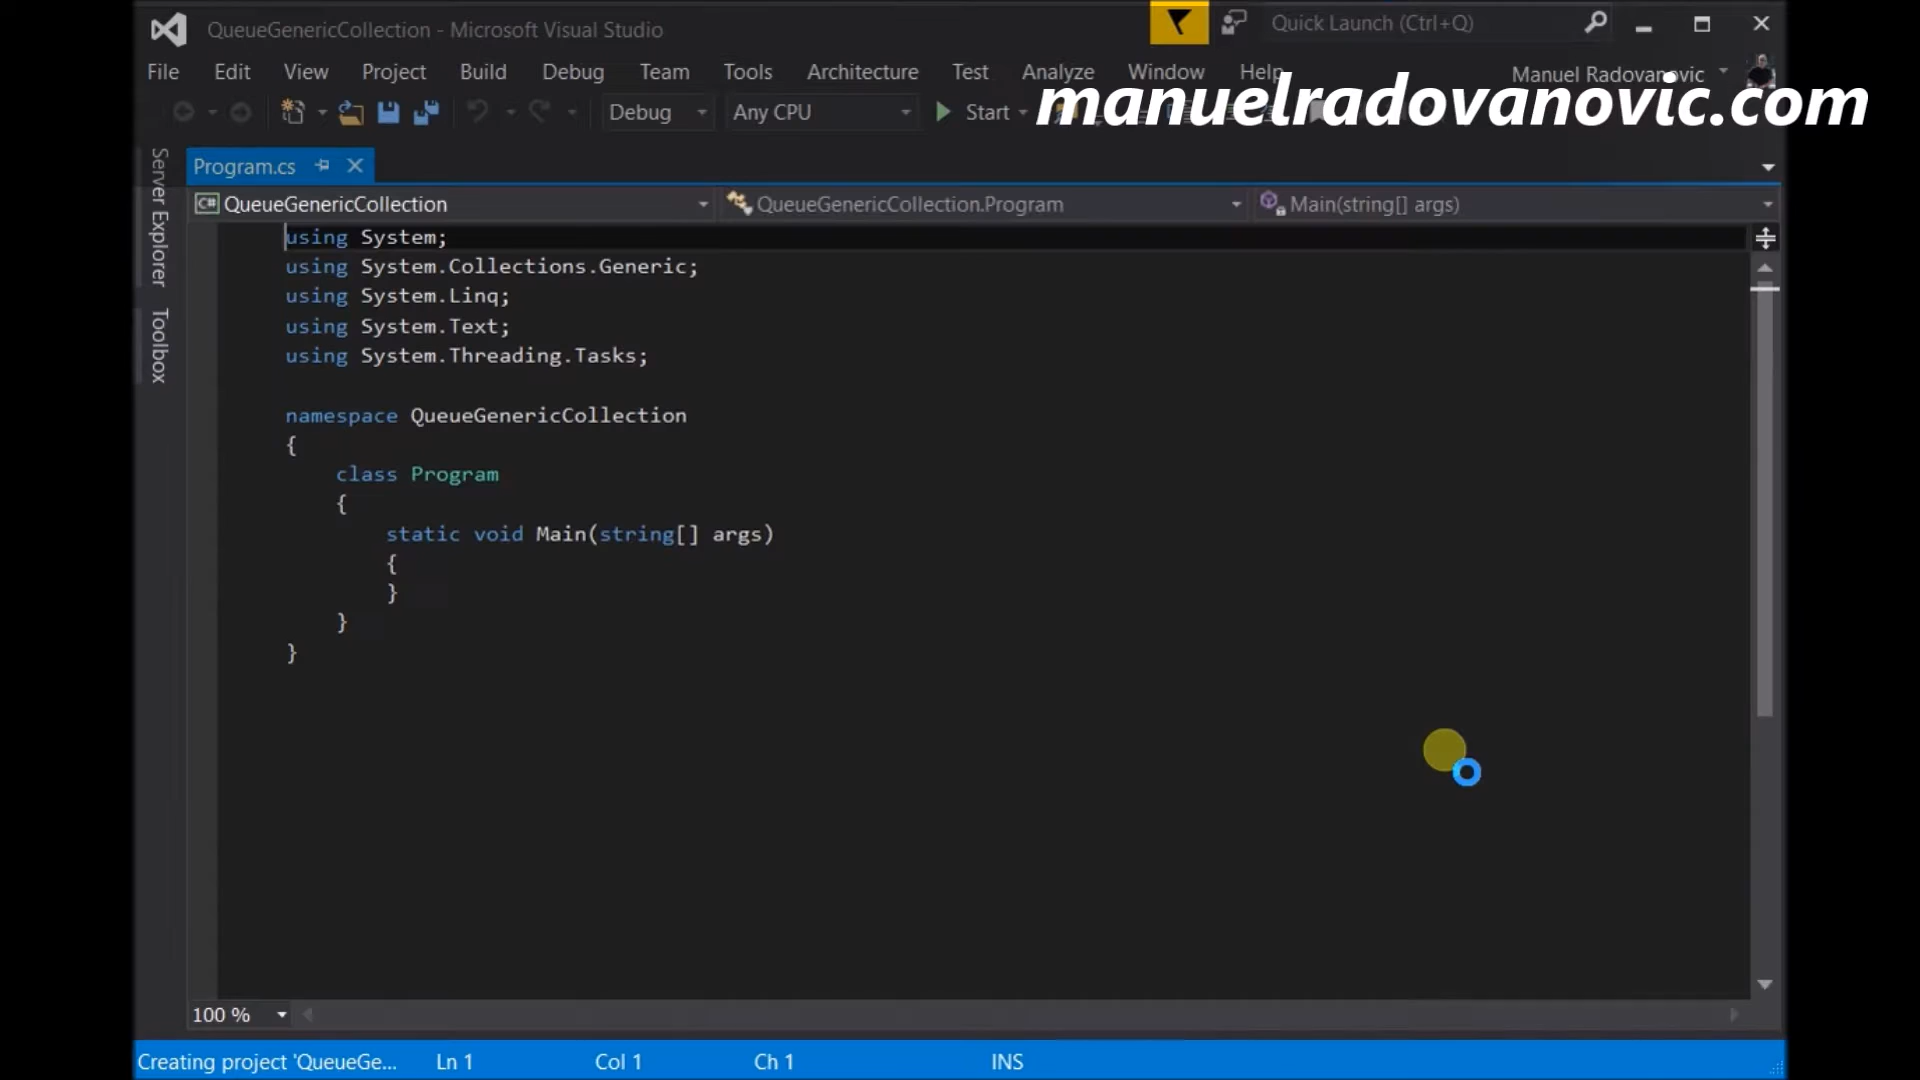 QueueGenericCollection - Microsoft Visual Studio
Quick Launch (Ctrl+Q)
File Edit View Project Build Debug Team Tools Architecture Test Analyze Window Help
Manuel Radovanovic
manuelradovanovic.com
Debug Any CPU Start
Server Explorer
Toolbox
Program.cs
C# QueueGenericCollection QueueGenericCollection.Program Main(string[] args)
using System;
using System.Collections.Generic;
using System.Linq;
using System.Text;
using System.Threading.Tasks;
namespace QueueGenericCollection
{
class Program
{
static void Main(string[] args)
{
}
}
}
100 %
Creating project 'QueueGe... Ln 1 Col 1 Ch 1 INS